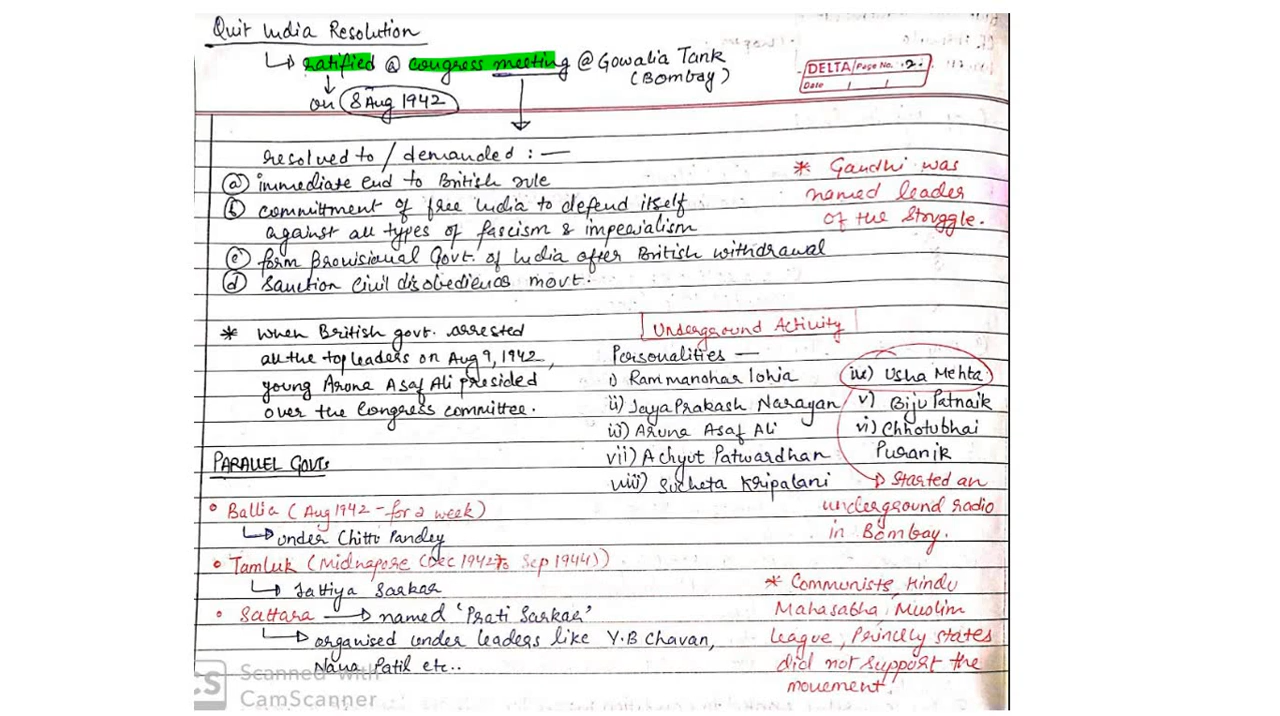 Quit India Resolution
↳ ratified @ congress meeting @ Gowalia Tank
(Bombay)
on 8 Aug 1942
DELTA / Page No. 2.
Date / /
resolved to / demanded : —
(a) immediate end to British rule
(b) committment of free India to defend itself
against all types of fascism & imperialism
(c) form Provisional Govt. of India after British withdrawal
(d) Sanction Civil disobedience movt.
* Gandhi was
named leader
of the struggle.
* when British govt. arrested
all the top leaders on Aug 9, 1942,
young Aruna Asaf Ali presided
over the Congress committee.
Underground Activity
Personalities —
i) Rammanohar lohia
ii) JayaPrakash Narayan
iii) Aruna Asaf Ali
vii) Achyut Patwardhan
viii) Sucheta Kripalani
iv) Usha Mehta
v) Biju Patnaik
vi) Chhotubhai
Puranik
→ Started an
underground radio
in Bombay.
PARALLEL GOVTs
• Ballia (Aug 1942 - for a week)
↳ under Chittu Pandey
• Tamluk (Midnapore (Dec 1942 to Sep 1944))
↳ Jattiya Sarkar
• Sattara → named 'Prati Sarkar'
↳ organised under leaders like Y.B Chavan,
Nana Patil etc..
* Communists, Hindu
Mahasabha, Muslim
league, Princely states
did not support the
movement.
CS
Scanned with
CamScanner